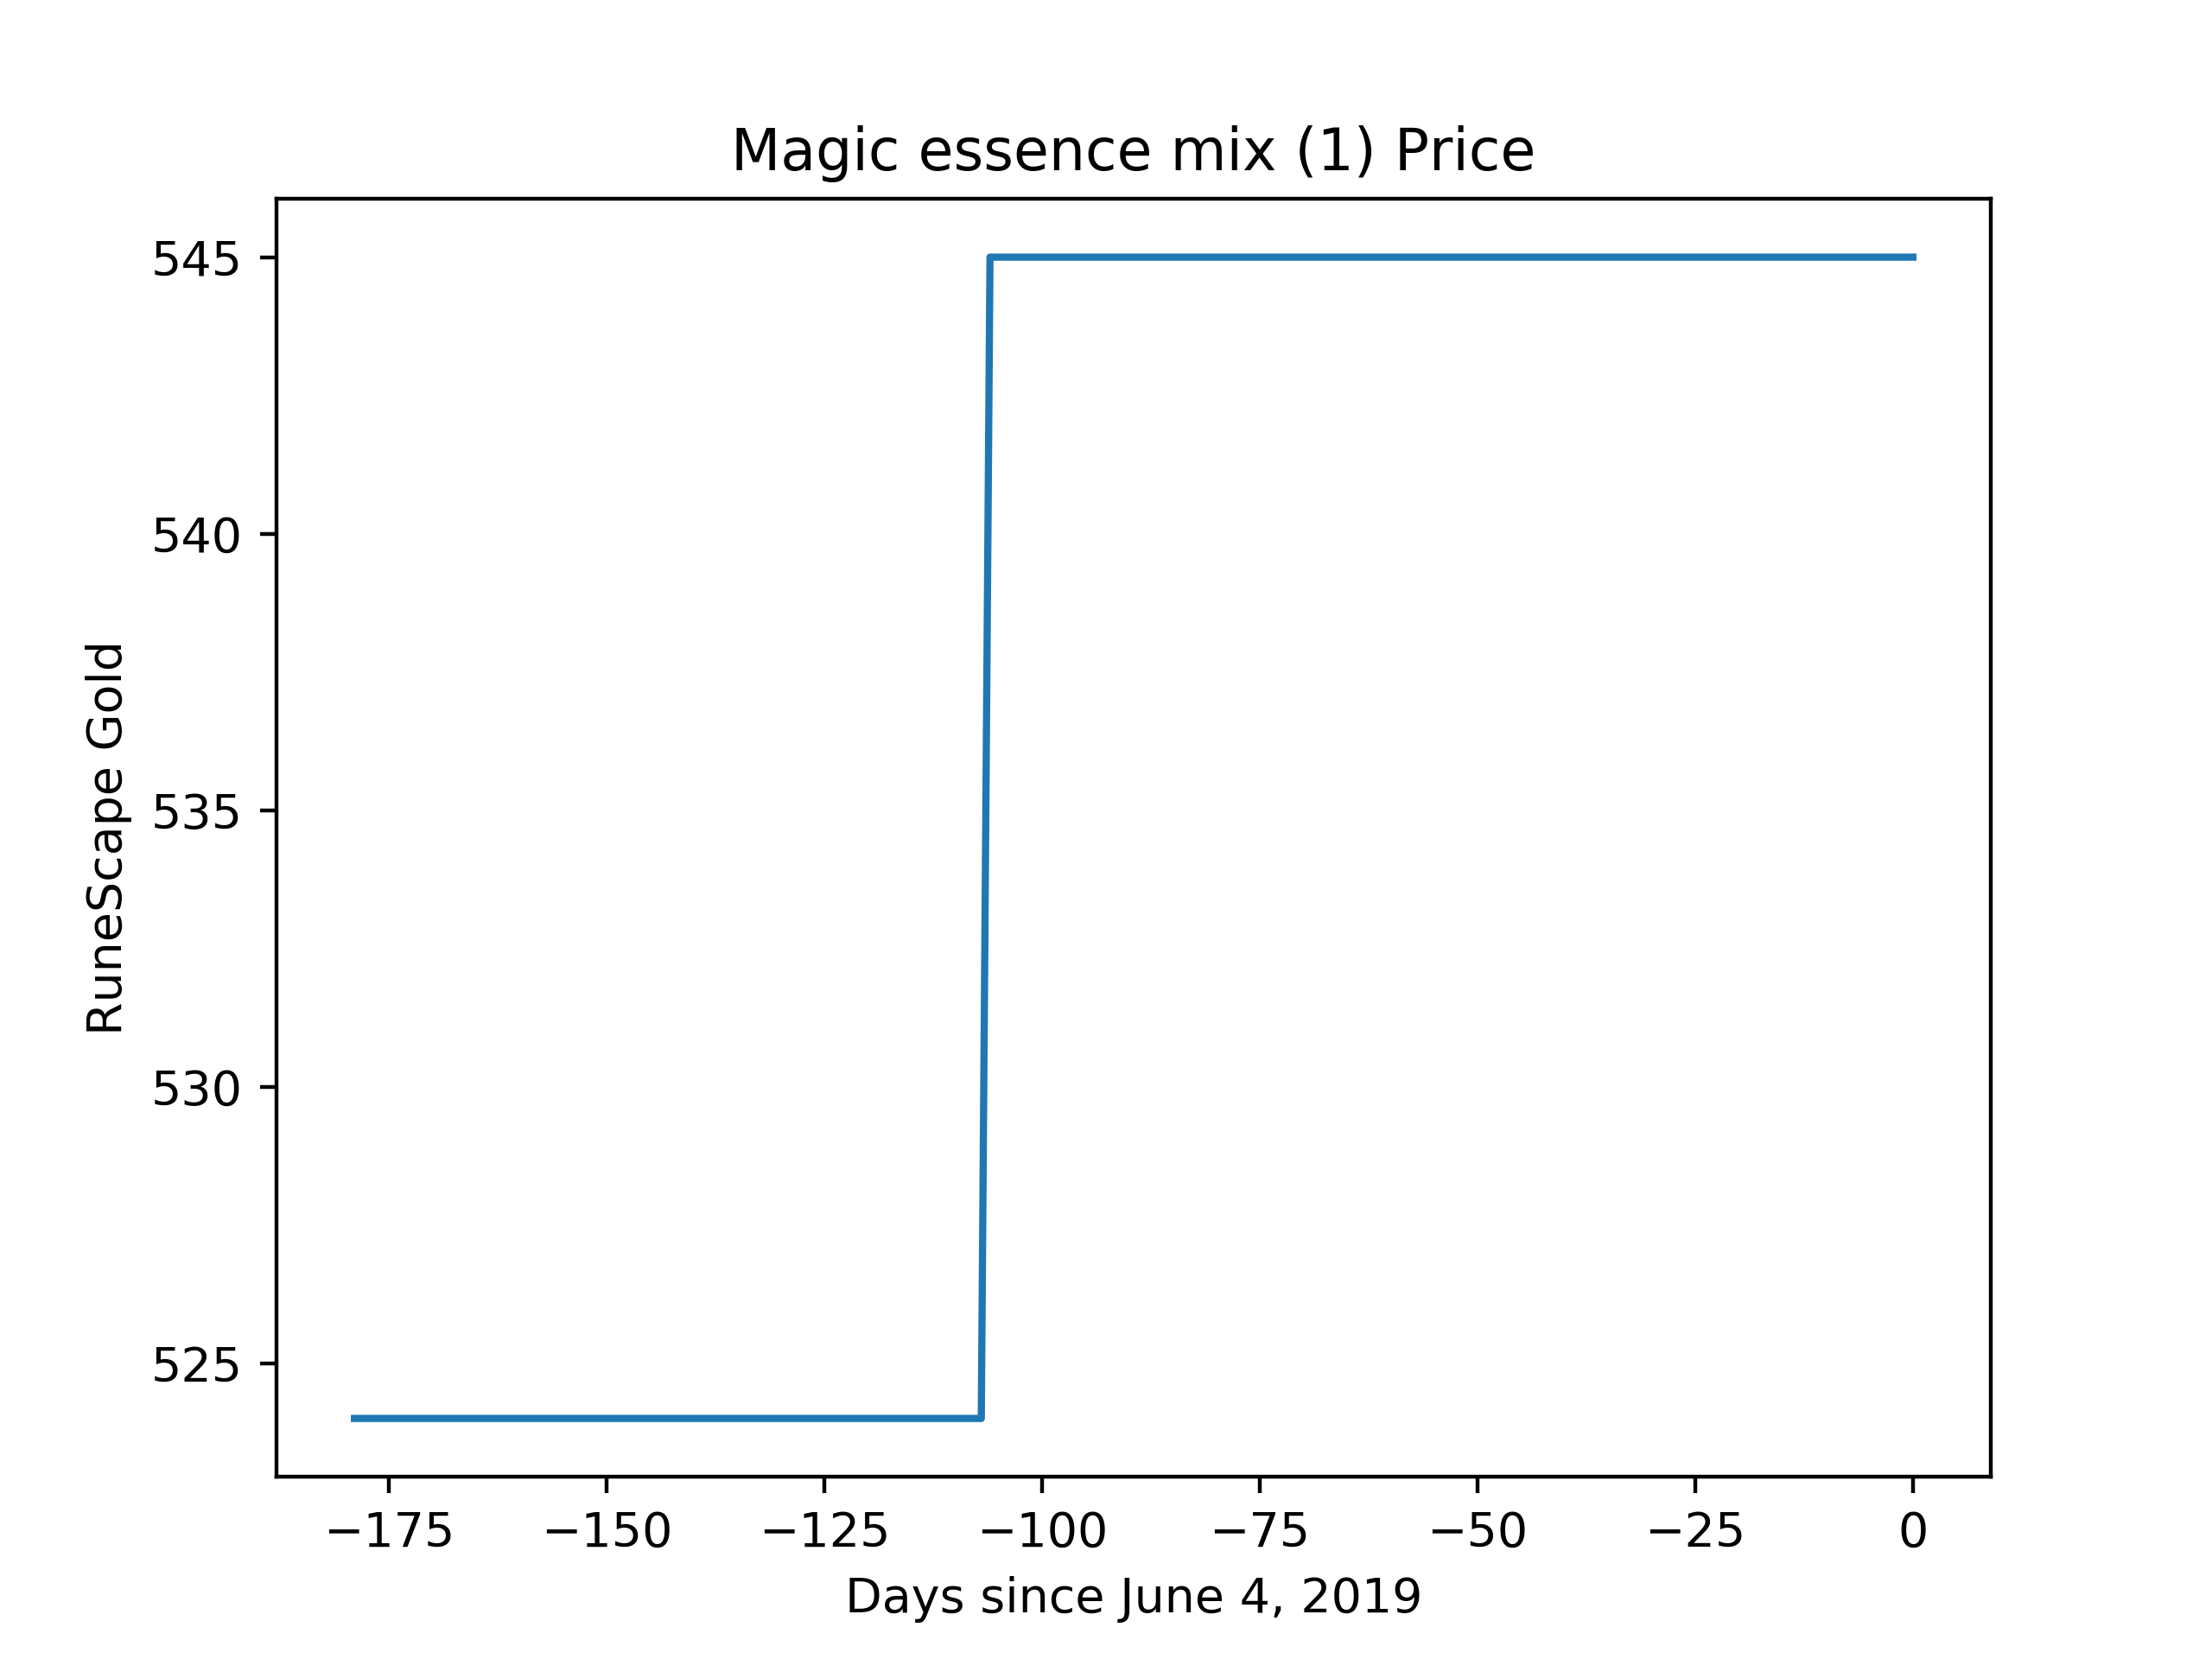 Magic essence mix (1) Price
545
540
535
530
525
RuneScape Gold
−175 −150 −125 −100 −75 −50 −25 0
Days since June 4, 2019